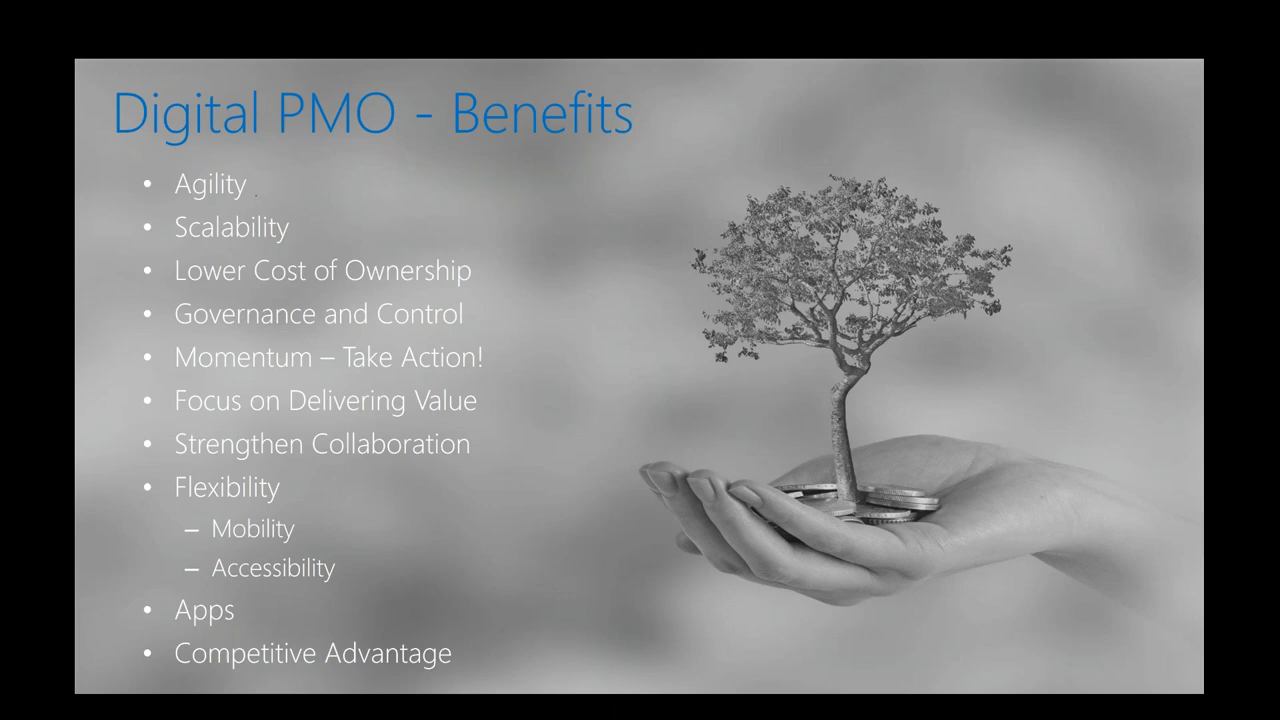 Digital PMO - Benefits
• Agility
• Scalability
• Lower Cost of Ownership
• Governance and Control
• Momentum – Take Action!
• Focus on Delivering Value
• Strengthen Collaboration
• Flexibility
– Mobility
– Accessibility
• Apps
• Competitive Advantage